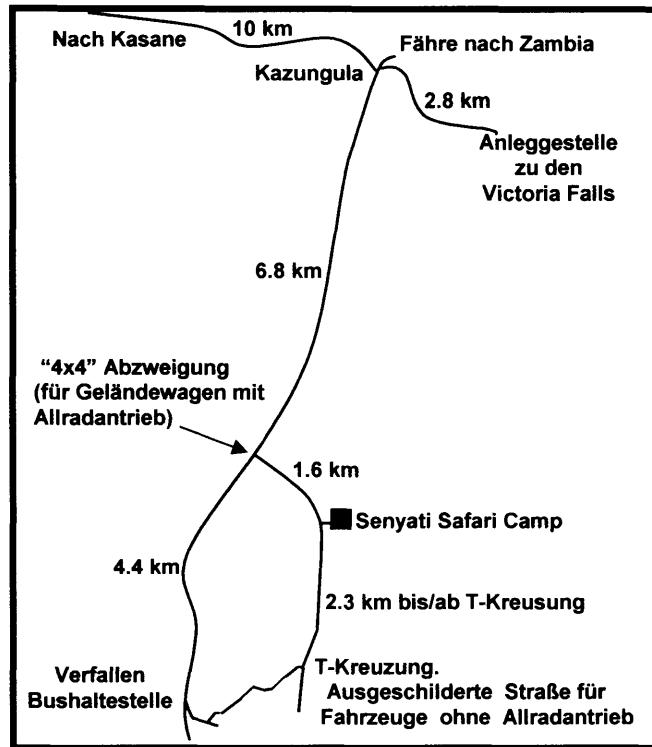 10 km
Nach Kasane
Fähre nach Zambia
Kazungula
2.8 km
Anleggestelle
zu den
Victoria Falls
6.8 km
“4x4” Abzweigung
(für Geländewagen mit
Allradantrieb)
1.6 km
Senyati Safari Camp
4.4 km
2.3 km bis/ab T-Kreusung
Verfallen
Bushaltestelle
T-Kreuzung.
Ausgeschilderte Straße für
Fahrzeuge ohne Allradantrieb